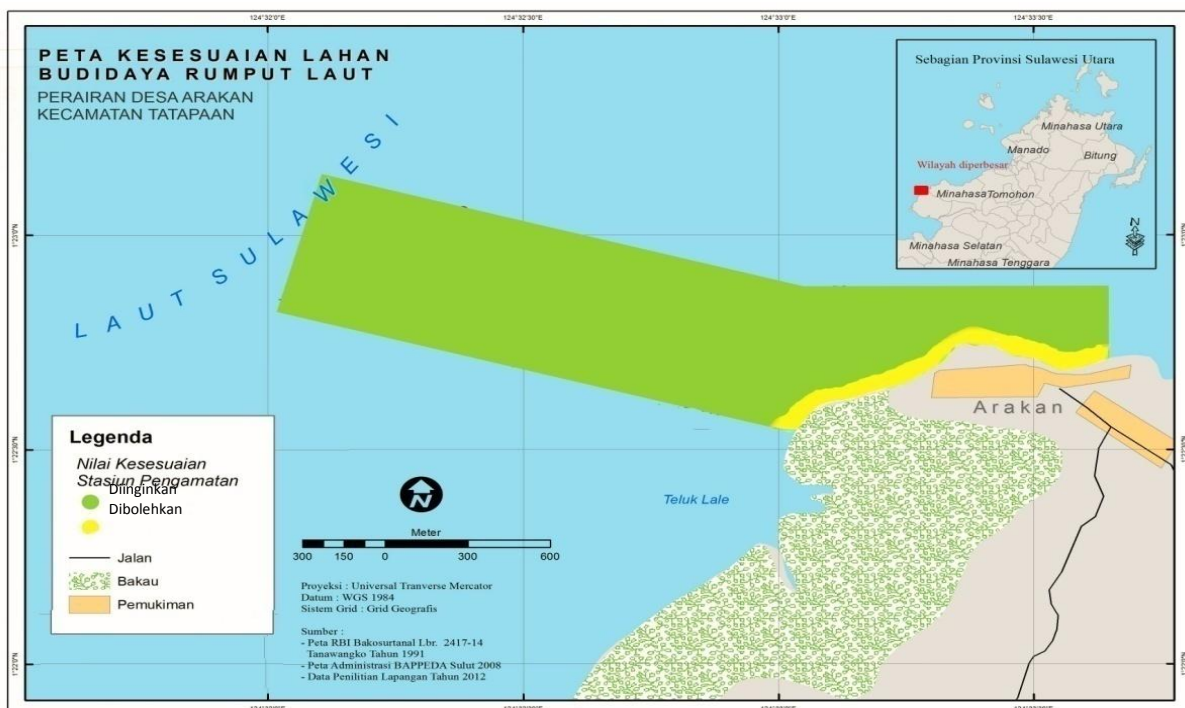 124°32'0"E
124°32'30"E
124°33'0"E
124°33'30"E
PETA KESESUAIAN LAHAN
BUDIDAYA RUMPUT LAUT
PERAIRAN DESA ARAKAN
KECAMATAN TATAPAAN
LAUT SULAWESI
Sebagian Provinsi Sulawesi Utara
Minahasa Utara
Manado
Bitung
Wilayah diperbesar
Minahasa
Tomohon
N
Minahasa Selatan
Minahasa Tenggara
Arakan
Teluk Lale
Legenda
Nilai Kesesuaian
Stasiun Pengamatan
Diinginkan
Dibolehkan
Jalan
Bakau
Pemukiman
N
Meter
300 150 0 300 600
Proyeksi : Universal Tranverse Mercator
Datum : WGS 1984
Sistem Grid : Grid Geografis
Sumber :
- Peta RBI Bakosurtanal Lbr. 2417-14
Tanawangko Tahun 1991
- Peta Administrasi BAPPEDA Sulut 2008
- Data Penilitian Lapangan Tahun 2012